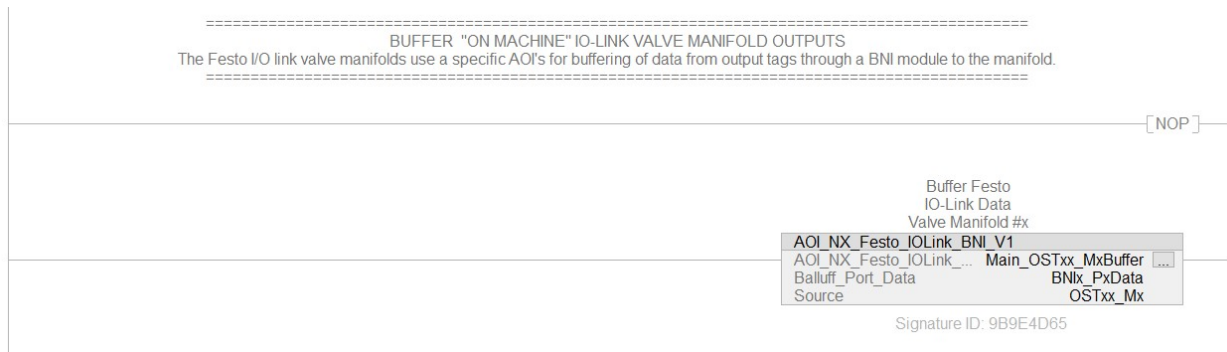 ==================================================================================
BUFFER "ON MACHINE" IO-LINK VALVE MANIFOLD OUTPUTS
The Festo I/O link valve manifolds use a specific AOI's for buffering of data from output tags through a BNI module to the manifold.
==================================================================================
NOP
Buffer Festo
IO-Link Data
Valve Manifold #x
AOI_NX_Festo_IOLink_BNI_V1
AOI_NX_Festo_IOLink_... Main_OSTxx_MxBuffer ...
Balluff_Port_Data BNIx_PxData
Source OSTxx_Mx
Signature ID: 9B9E4D65